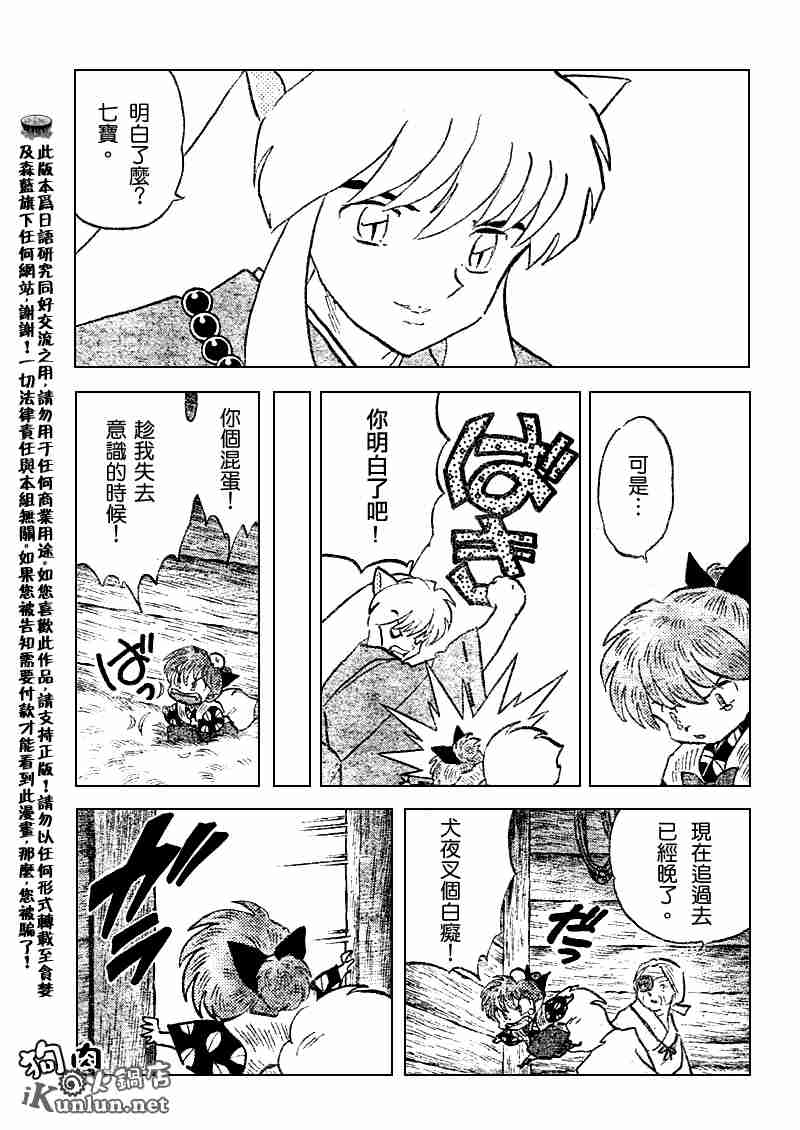 明白了麼？
七寶。
可是…
ばき
你明白了吧！
你個混蛋！
趁我失去
意識的時候！
ばっ
現在追過去
已經晚了。
犬夜叉个白癡！
だっ
此版本爲日語研究同好交流之用，請勿用于任何商業用途。如您喜歡此作品，請支持正版！請勿以任何形式轉載至貪婪
及森藍旗下任何網站，謝謝！一切法律責任與本組無關。如果您被告知需要付款才能看到此漫畫，那麼，您被騙了！
狗肉
火鍋店
iKunlun.net